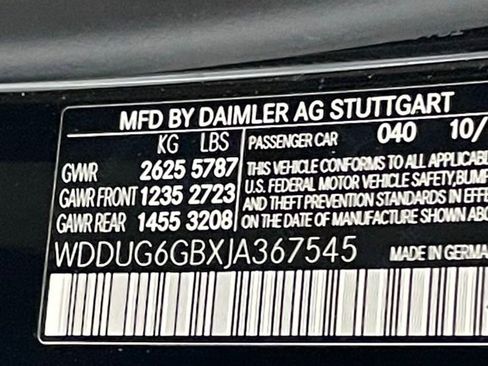 MFD BY DAIMLER AG STUTTGART
KG LBS
GVWR 2625 5787
GAWR FRONT 1235 2723
GAWR REAR 1455 3208
PASSENGER CAR 040 10/
THIS VEHICLE CONFORMS TO ALL APPLICABL
U.S. FEDERAL MOTOR VEHICLE SAFETY, BUMP
AND THEFT PREVENTION STANDARDS IN EFFE
ON THE DATE OF MANUFACTURE SHOWN ABO
WDDUG6GBXJA367545
MADE IN GERMA